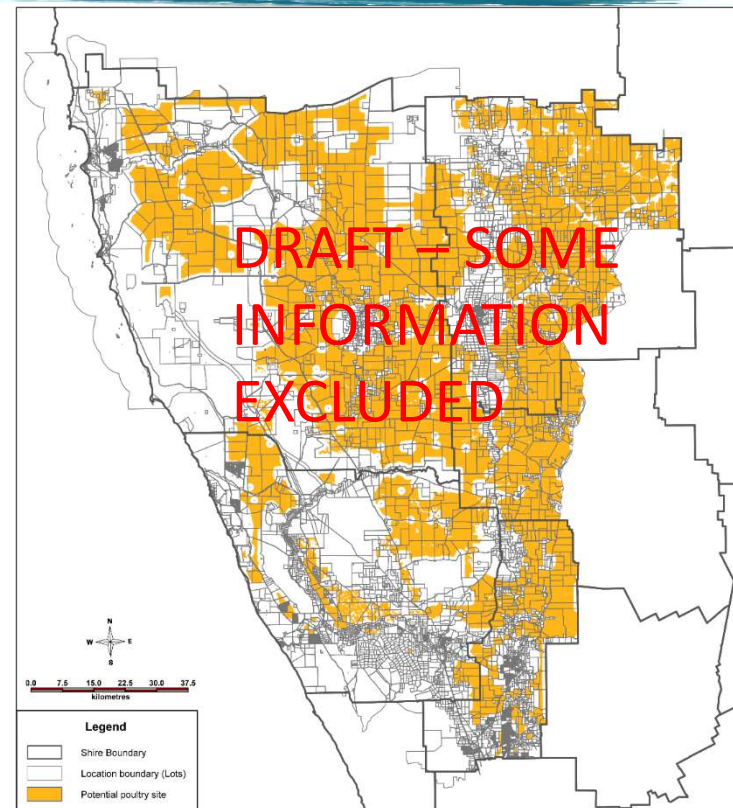 DRAFT – SOME
INFORMATION
EXCLUDED
N
W E
S
0.0 7.5 15.0 22.5 30.0 37.5
kilometres
Legend
Shire Boundary
Location boundary (Lots)
Potential poultry site